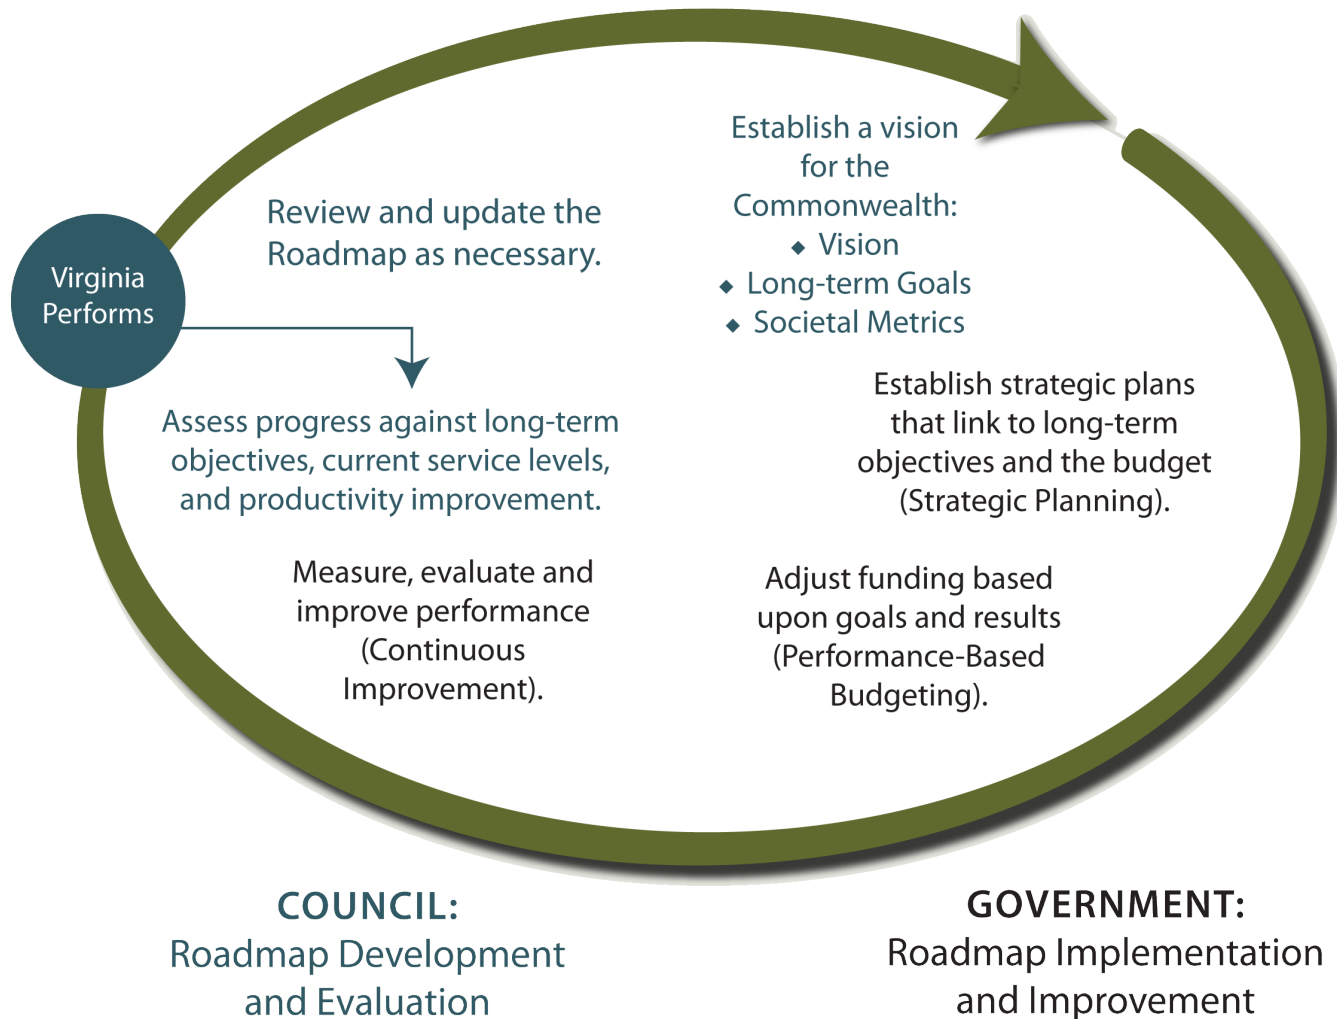 Establish a vision
for the
Commonwealth:
◆ Vision
◆ Long-term Goals
◆ Societal Metrics
Review and update the
Roadmap as necessary.
Virginia
Performs
Assess progress against long-term
objectives, current service levels,
and productivity improvement.
Establish strategic plans
that link to long-term
objectives and the budget
(Strategic Planning).
Measure, evaluate and
improve performance
(Continuous
Improvement).
Adjust funding based
upon goals and results
(Performance-Based
Budgeting).
COUNCIL:
Roadmap Development
and Evaluation
GOVERNMENT:
Roadmap Implementation
and Improvement